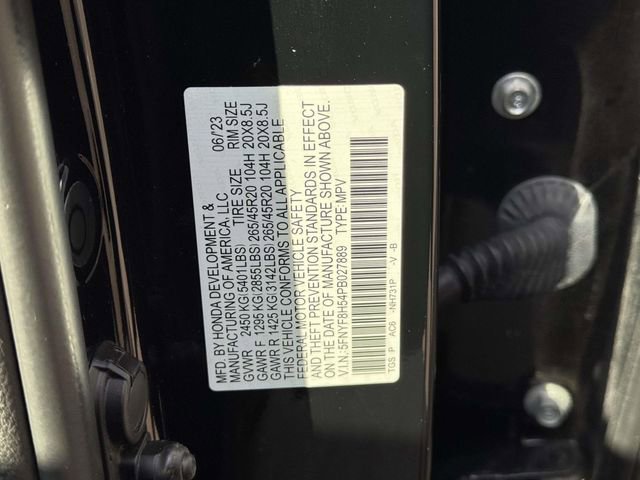 MFD. BY HONDA DEVELOPMENT & 06/23
MANUFACTURING OF AMERICA, LLC
TIRE SIZE RIM SIZE
GVWR 2450 KG(5401LBS)
GAWR F 1295 KG(2855LBS) 265/45R20 104H 20X8.5J
GAWR R 1425 KG(3142LBS) 265/45R20 104H 20X8.5J
THIS VEHICLE CONFORMS TO ALL APPLICABLE
FEDERAL MOTOR VEHICLE SAFETY
AND THEFT PREVENTION STANDARDS IN EFFECT
ON THE DATE OF MANUFACTURE SHOWN ABOVE.
V.I.N.: 5FNYF8H54PB027889 TYPE:MPV
TGS :P AC6 -NH731P -V -B